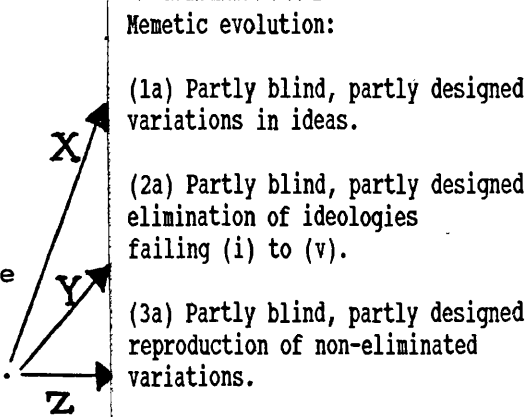 Memetic evolution:
(1a) Partly blind, partly designed
variations in ideas.
X
(2a) Partly blind, partly designed
elimination of ideologies
failing (i) to (v).
e
Y
(3a) Partly blind, partly designed
reproduction of non-eliminated
variations.
Z